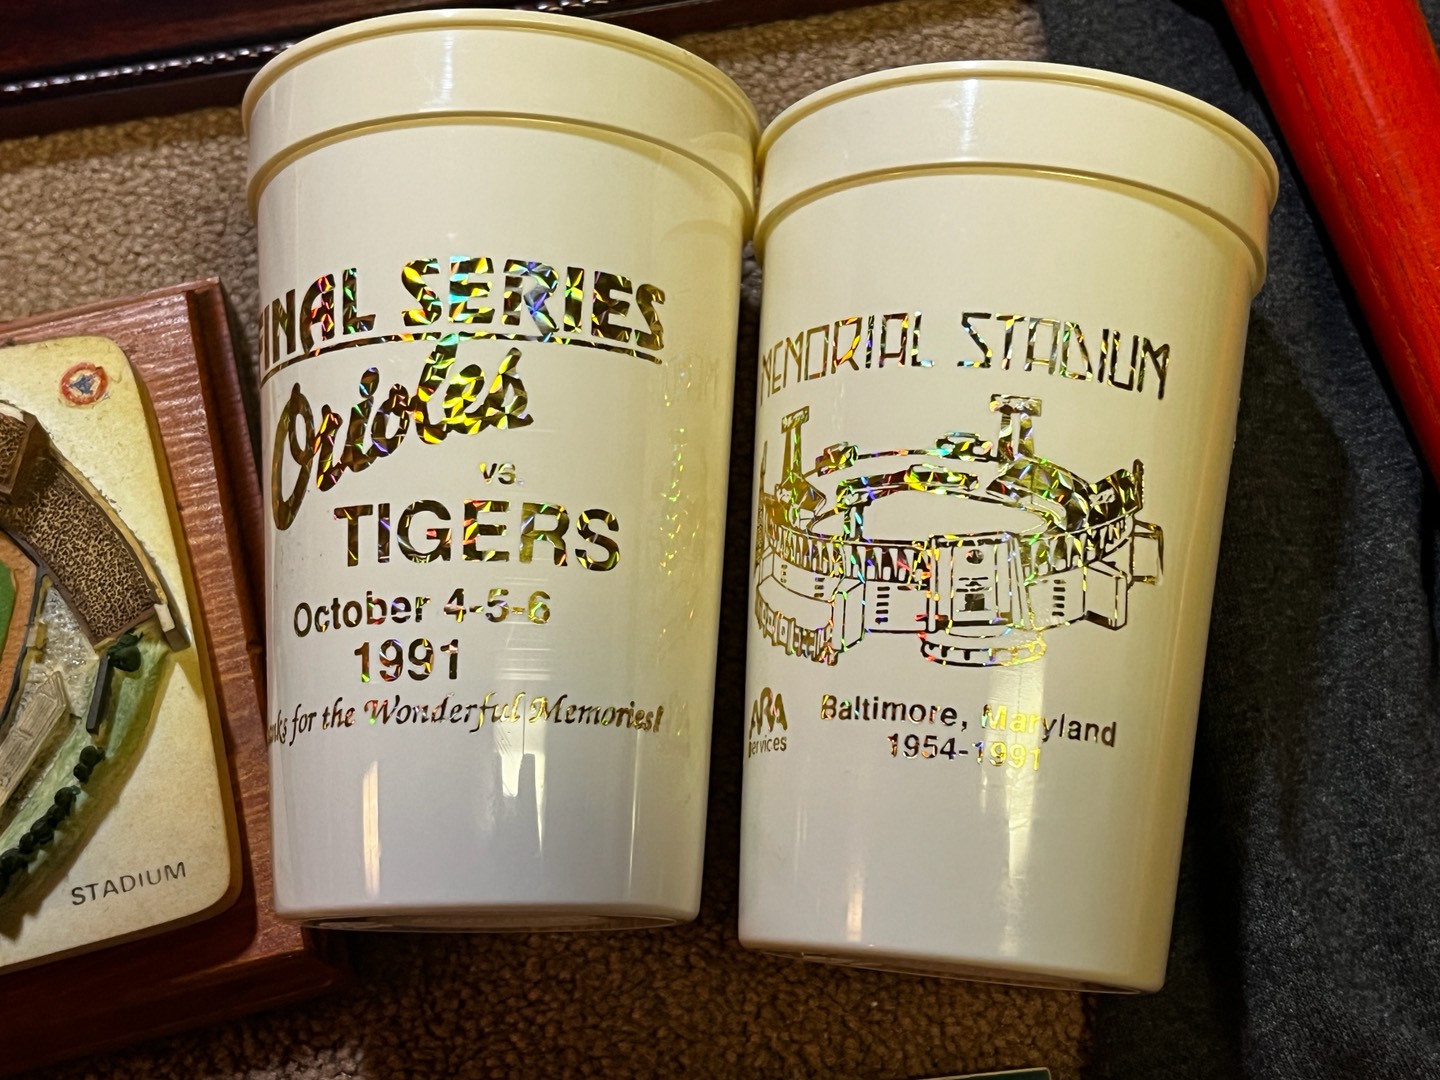 FINAL SERIES
Orioles
vs.
TIGERS
October 4-5-6
1991
for the Wonderful Memories!
MEMORIAL STADIUM
ARA
Services
Baltimore, Maryland
1954-1991
STADIUM